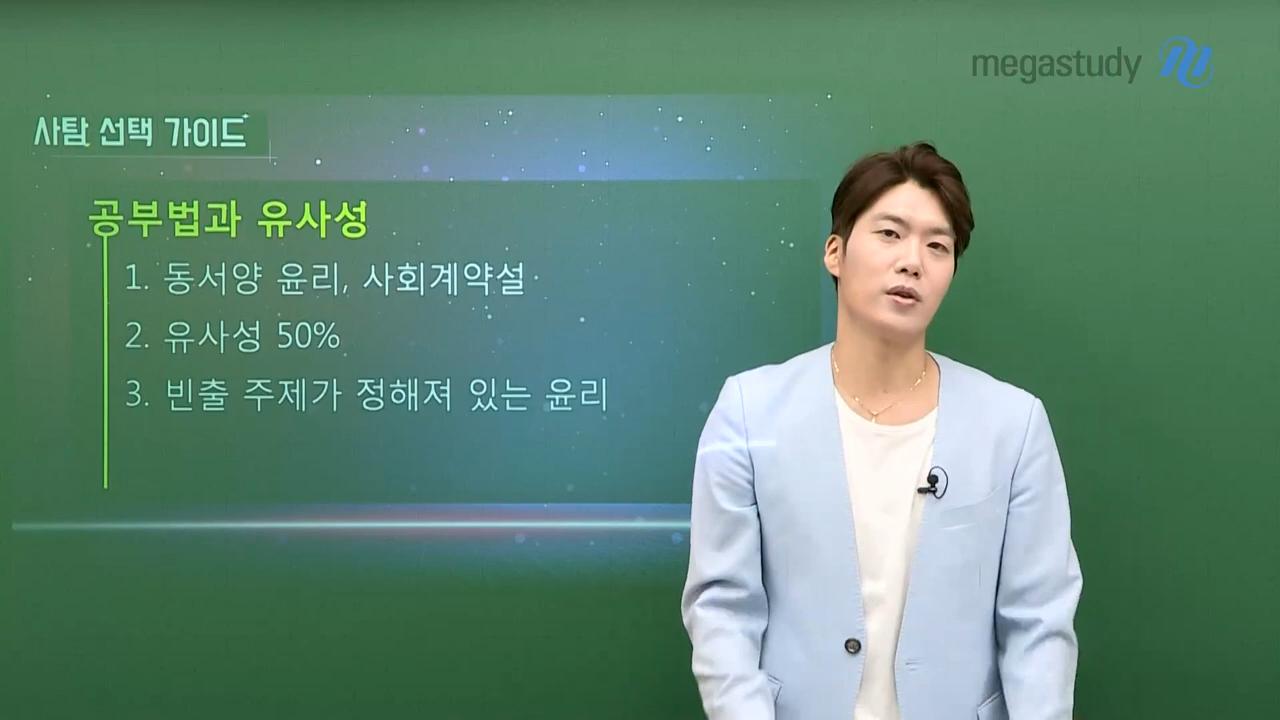 megastudy
사탐 선택 가이드
공부법과 유사성
1. 동서양 윤리, 사회계약설
2. 유사성 50%
3. 빈출 주제가 정해져 있는 윤리